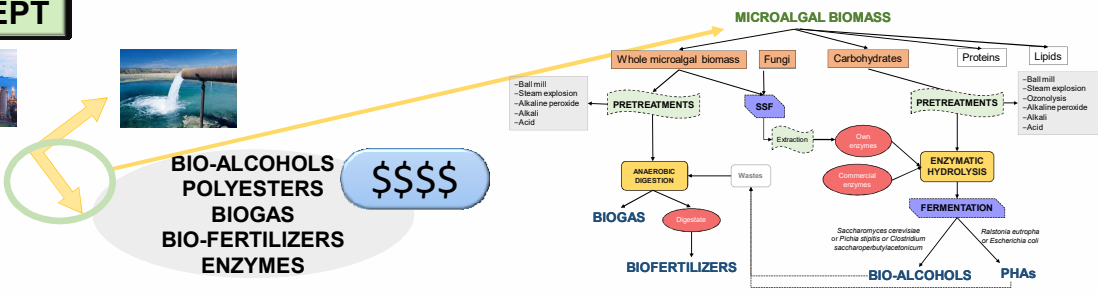 EPT
BIO-ALCOHOLS
POLYESTERS
BIOGAS
BIO-FERTILIZERS
ENZYMES
$$$$
MICROALGAL BIOMASS
Whole microalgal biomass
Fungi
Carbohydrates
Proteins
Lipids
–Ball mill
–Steam explosion
–Alkaline peroxide
–Alkali
–Acid
PRETREATMENTS
SSF
PRETREATMENTS
–Ball mill
–Steam explosion
–Ozonolysis
–Alkaline peroxide
–Alkali
–Acid
Extraction
Own
enzymes
Commercial
enzymes
ENZYMATIC
HYDROLYSIS
ANAEROBIC
DIGESTION
Wastes
FERMENTATION
BIOGAS
Digestate
Saccharomyces cerevisiae
or Pichia stipitis or Clostridium
saccharoperbutylacetonicum
Ralstonia eutropha
or Escherichia coli
BIOFERTILIZERS
BIO-ALCOHOLS
PHAs